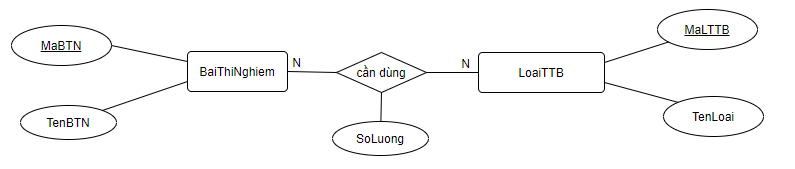 MaBTN
MaLTTB
BaiThiNghiem
N
cần dùng
N
LoaiTTB
TenBTN
TenLoai
SoLuong